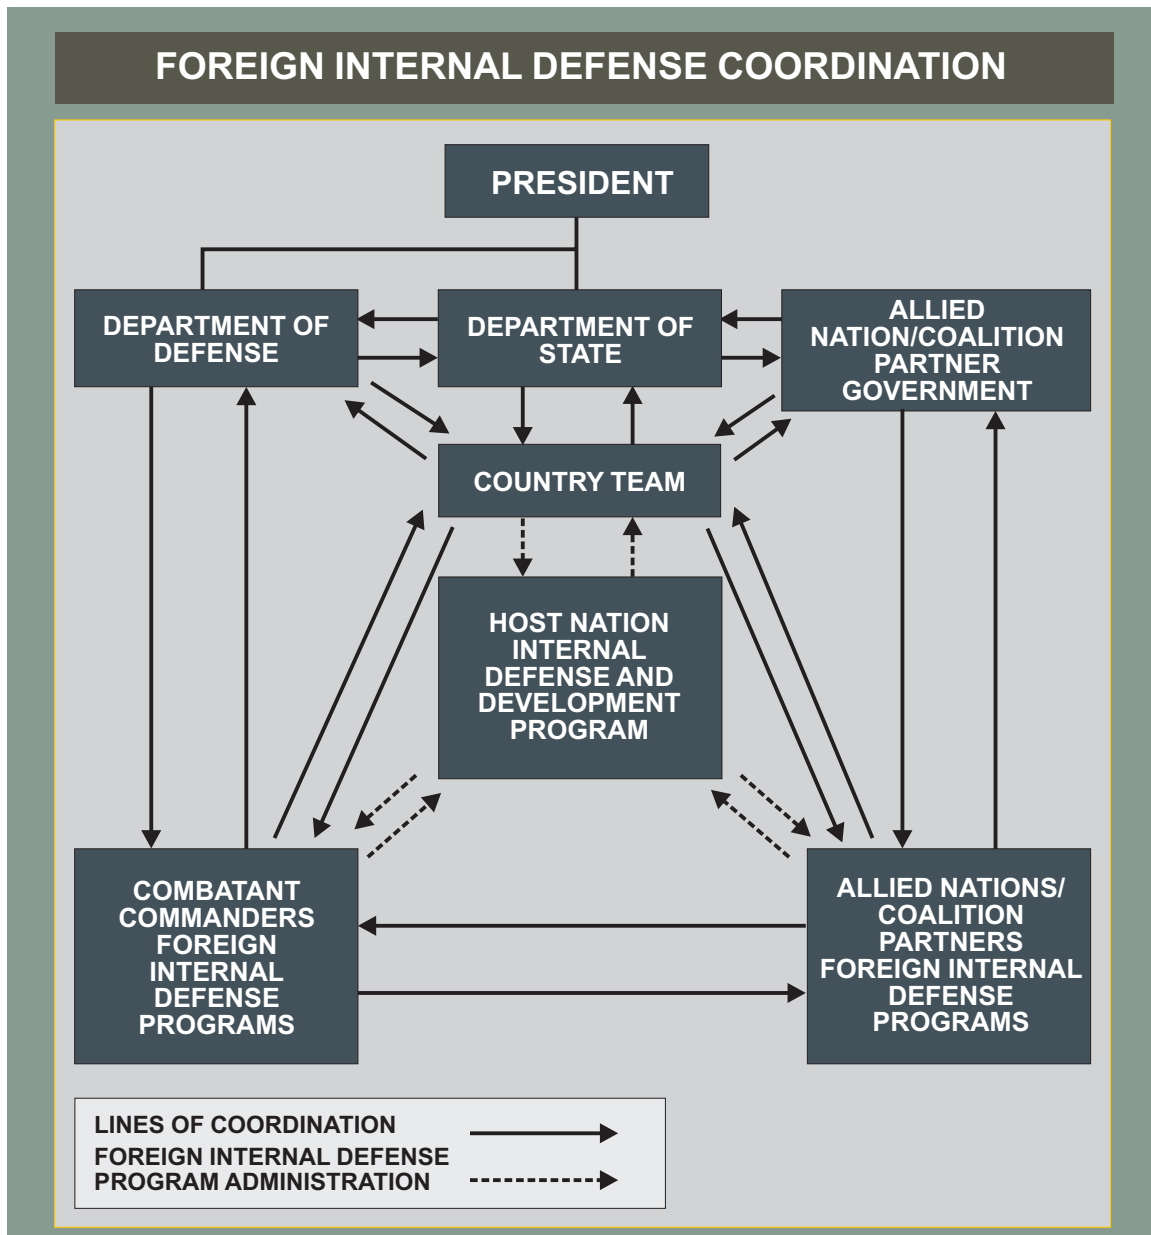 FOREIGN INTERNAL DEFENSE COORDINATION
PRESIDENT
DEPARTMENT OF
DEFENSE
DEPARTMENT OF
STATE
ALLIED
NATION/COALITION
PARTNER
GOVERNMENT
COUNTRY TEAM
HOST NATION
INTERNAL
DEFENSE AND
DEVELOPMENT
PROGRAM
COMBATANT
COMMANDERS
FOREIGN
INTERNAL
DEFENSE
PROGRAMS
ALLIED NATIONS/
COALITION
PARTNERS
FOREIGN INTERNAL
DEFENSE
PROGRAMS
LINES OF COORDINATION
FOREIGN INTERNAL DEFENSE
PROGRAM ADMINISTRATION